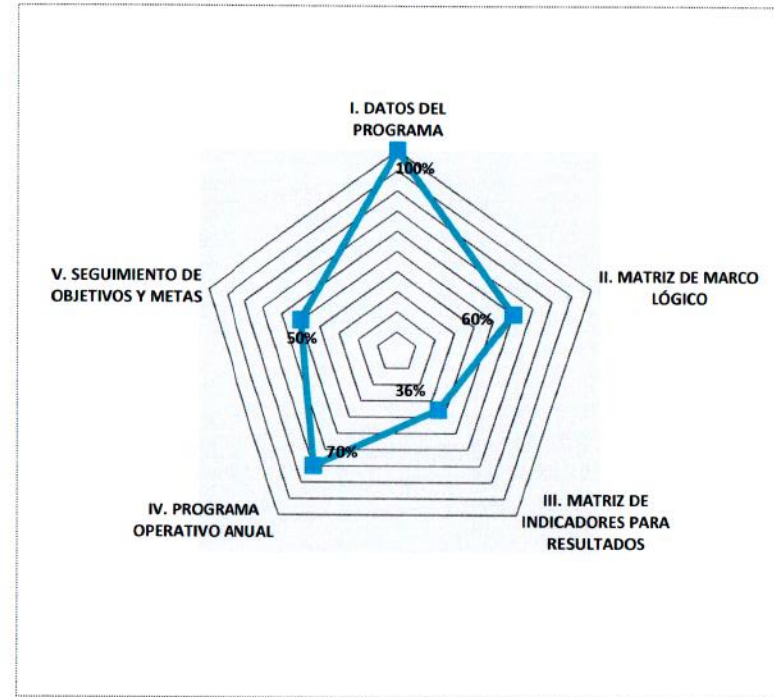 I. DATOS DEL
PROGRAMA
100%
II. MATRIZ DE MARCO
LÓGICO
60%
III. MATRIZ DE
INDICADORES PARA
RESULTADOS
36%
IV. PROGRAMA
OPERATIVO ANUAL
70%
V. SEGUIMIENTO DE
OBJETIVOS Y METAS
50%